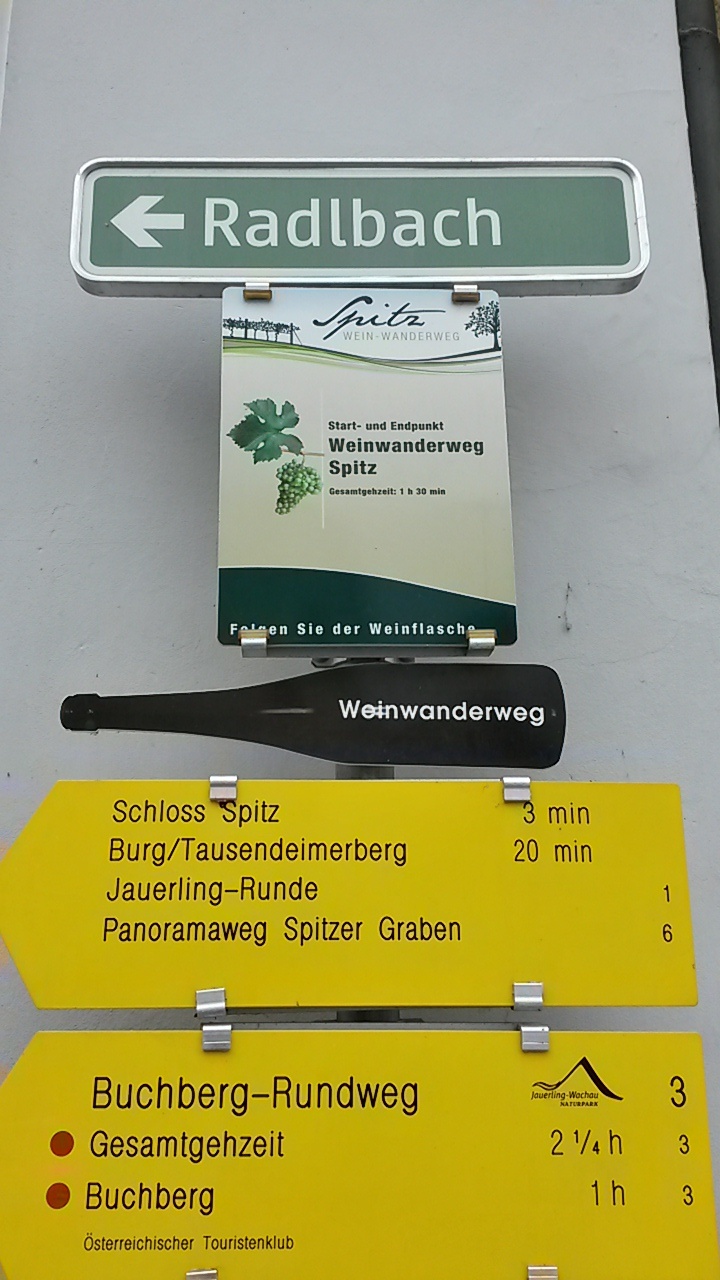 Radlbach
Spitz
WEIN-WANDERWEG
Start- und Endpunkt
Weinwanderweg
Spitz
Gesamtgehzeit: 1 h 30 min
Folgen Sie der Weinflasche
Weinwanderweg
Schloss Spitz 3 min
Burg/Tausendeimerberg 20 min
Jauerling-Runde 1
Panoramaweg Spitzer Graben 6
Buchberg-Rundweg 3
Jauerling-Wachau
NATURPARK
Gesamtgehzeit 2 ¼ h 3
Buchberg 1 h 3
Österreichischer Touristenklub